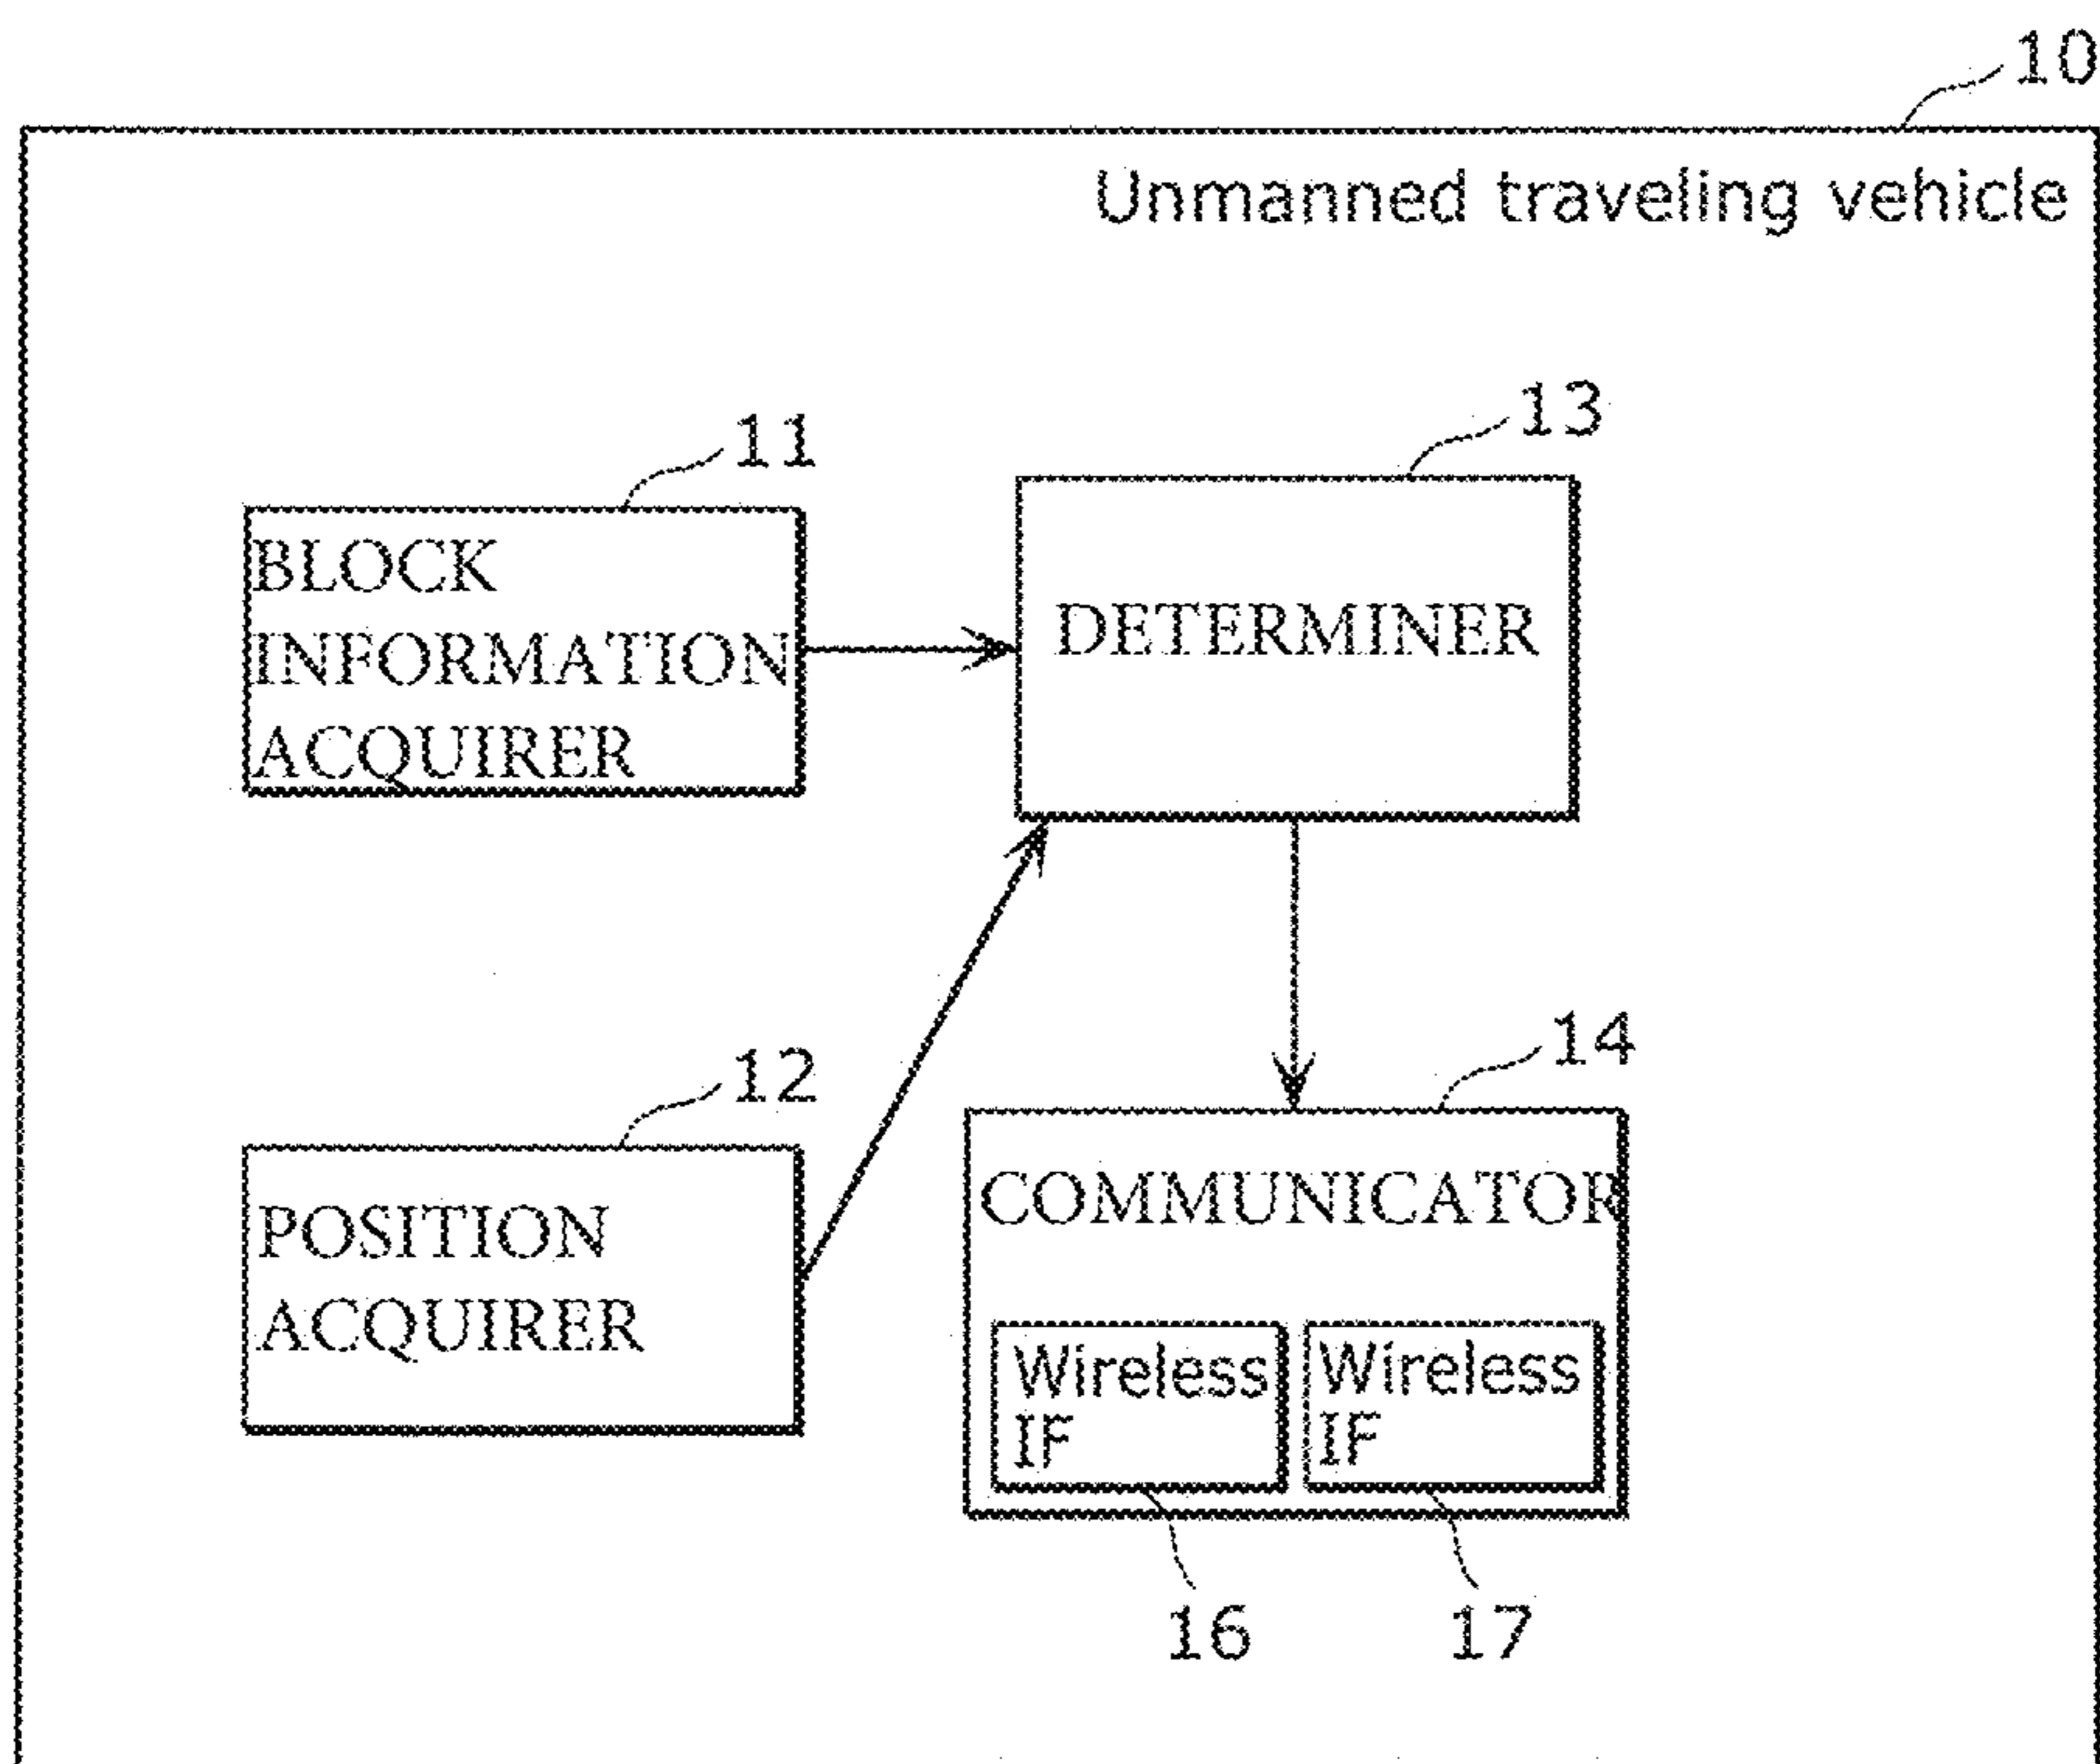 10
Unmanned traveling vehicle
11
BLOCK
INFORMATION
ACQUIRER
13
DETERMINER
12
POSITION
ACQUIRER
14
COMMUNICATOR
Wireless
IF
Wireless
IF
16
17